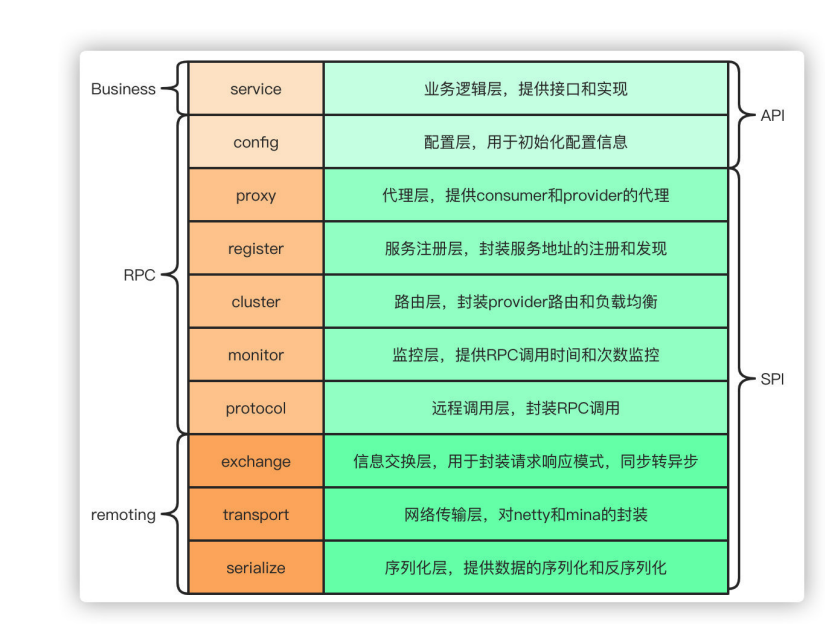 Business
service
业务逻辑层，提供接口和实现
API
config
配置层，用于初始化配置信息
proxy
代理层，提供consumer和provider的代理
register
服务注册层，封装服务地址的注册和发现
RPC
cluster
路由层，封装provider路由和负载均衡
monitor
监控层，提供RPC调用时间和次数监控
SPI
protocol
远程调用层，封装RPC调用
exchange
信息交换层，用于封装请求响应模式，同步转异步
remoting
transport
网络传输层，对netty和mina的封装
serialize
序列化层，提供数据的序列化和反序列化